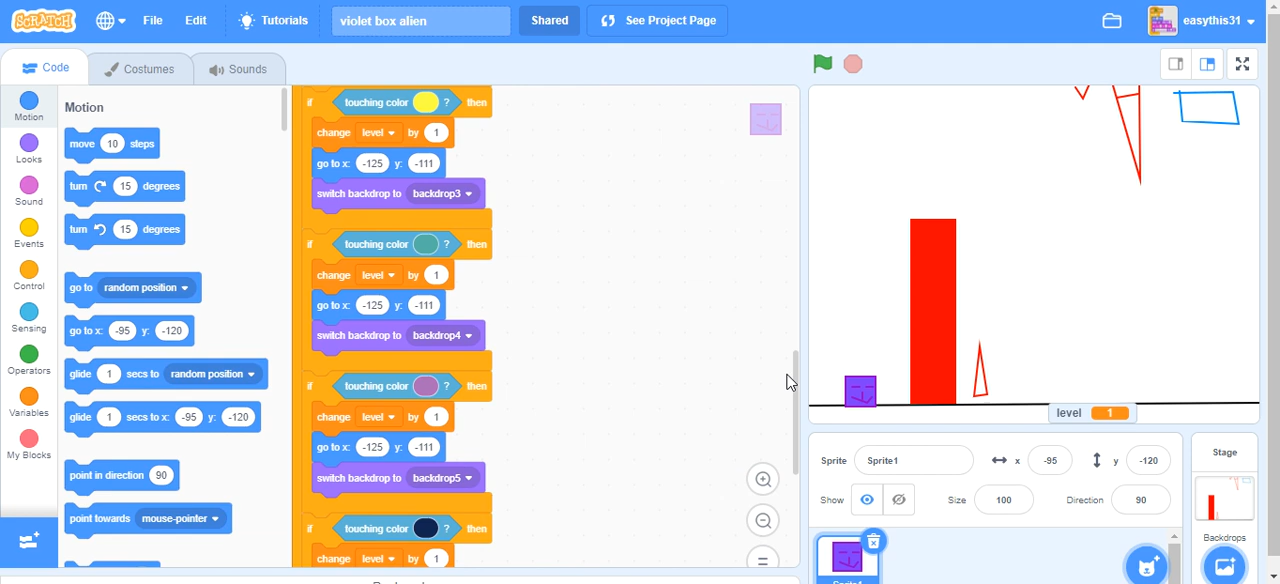 SCRATCH File Edit Tutorials violet box alien Shared See Project Page easythis31
Code Costumes Sounds
Motion
Looks
Sound
Events
Control
Sensing
Operators
Variables
My Blocks
Motion
move 10 steps
turn 15 degrees
turn 15 degrees
go to random position
go to x: -95 y: -120
glide 1 secs to random position
glide 1 secs to x: -95 y: -120
point in direction 90
point towards mouse-pointer
if touching color ? then
change level by 1
go to x: -125 y: -111
switch backdrop to backdrop3
if touching color ? then
change level by 1
go to x: -125 y: -111
switch backdrop to backdrop4
if touching color ? then
change level by 1
go to x: -125 y: -111
switch backdrop to backdrop5
if touching color ? then
change level by 1
level 1
Sprite Sprite1 x -95 y -120
Show Size 100 Direction 90
Sprite1
Stage
Backdrops